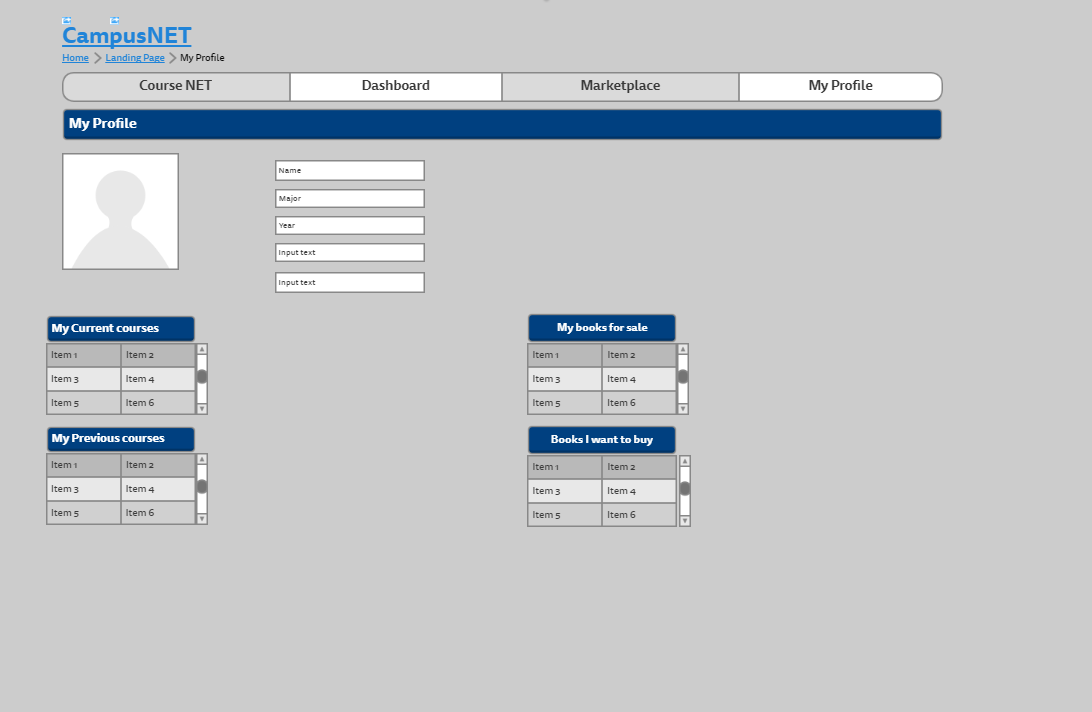 CampusNET
Home Landing Page My Profile
Course NET Dashboard Marketplace My Profile
My Profile
Name
Major
Year
Input text
Input text
My Current courses
Item 1 Item 2
Item 3 Item 4
Item 5 Item 6
My books for sale
Item 1 Item 2
Item 3 Item 4
Item 5 Item 6
My Previous courses
Item 1 Item 2
Item 3 Item 4
Item 5 Item 6
Books I want to buy
Item 1 Item 2
Item 3 Item 4
Item 5 Item 6